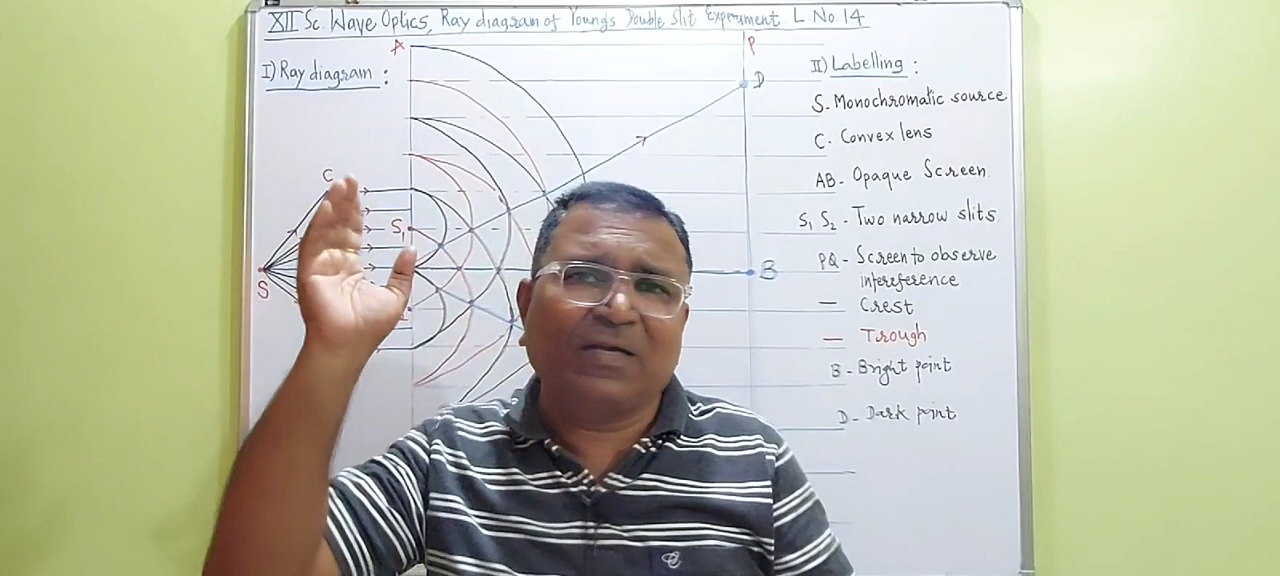 XII Sc. Wave Optics, Ray diagram of Young's Double slit Experiment L No. 14
I) Ray diagram :
A
P
D
C
S1
S
B
II) Labelling :
S. Monochromatic source
C. Convex lens
AB - Opaque Screen
S1 S2 - Two narrow slits
PQ - Screen to observe
intereference
— Crest
— Trough
B - Bright point
D - Dark point